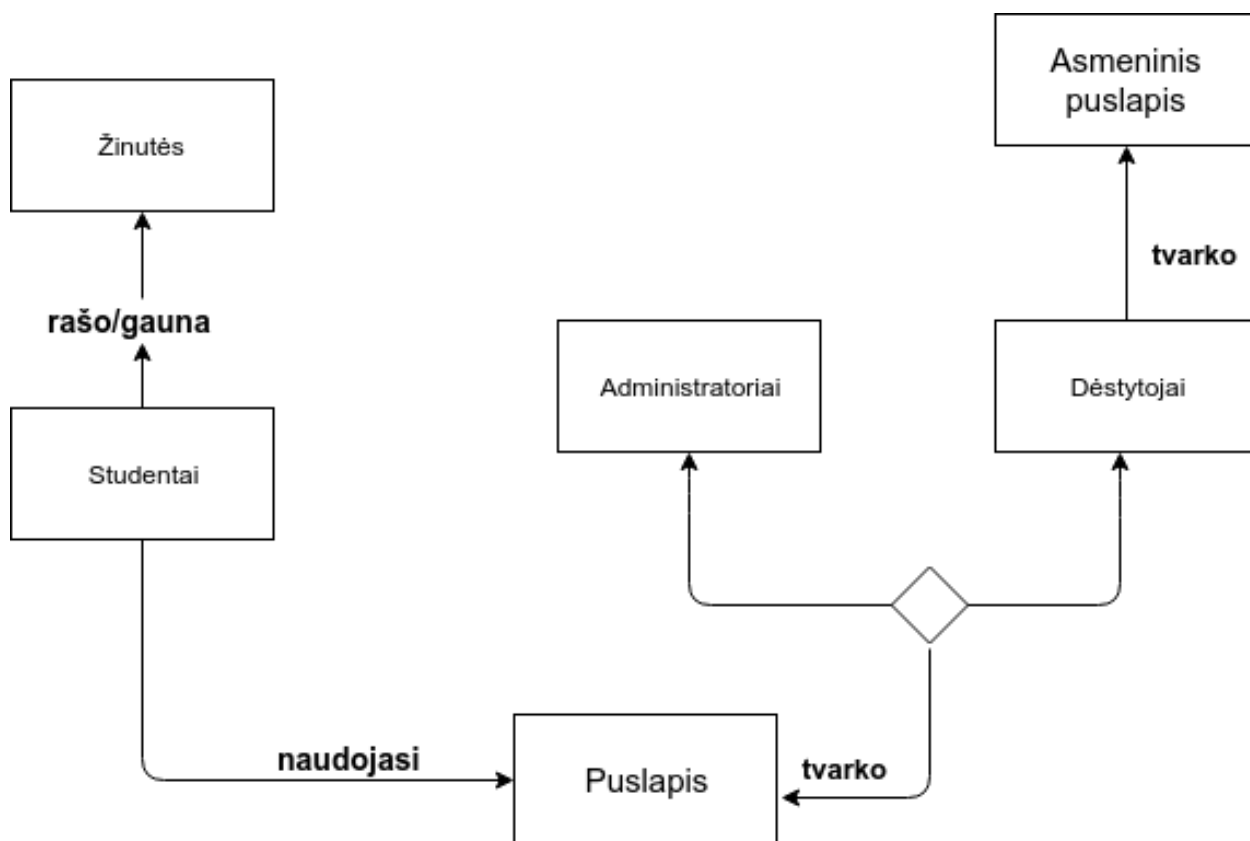 Asmeninis
puslapis
Žinutės
tvarko
rašo/gauna
Administratoriai
Dėstytojai
Studentai
naudojasi
Puslapis
tvarko